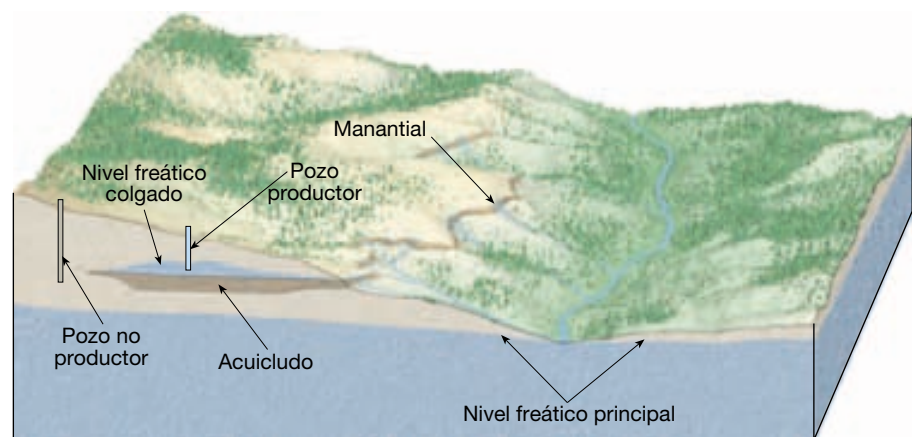 Manantial
Nivel freático
colgado
Pozo
productor
Pozo no
productor
Acuicludo
Nivel freático principal